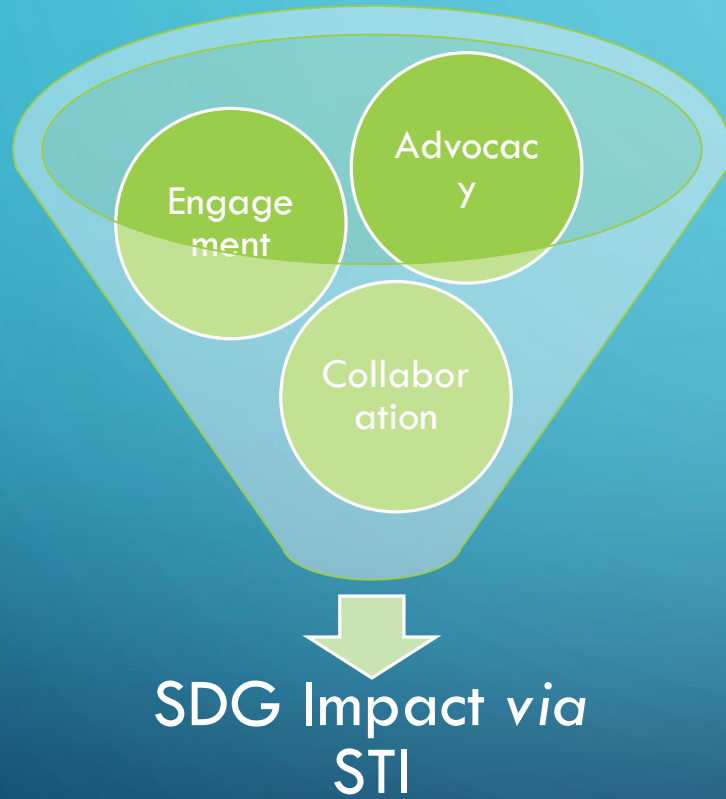 Advocac
y
Engage
ment
Collabor
ation
SDG Impact via
STI